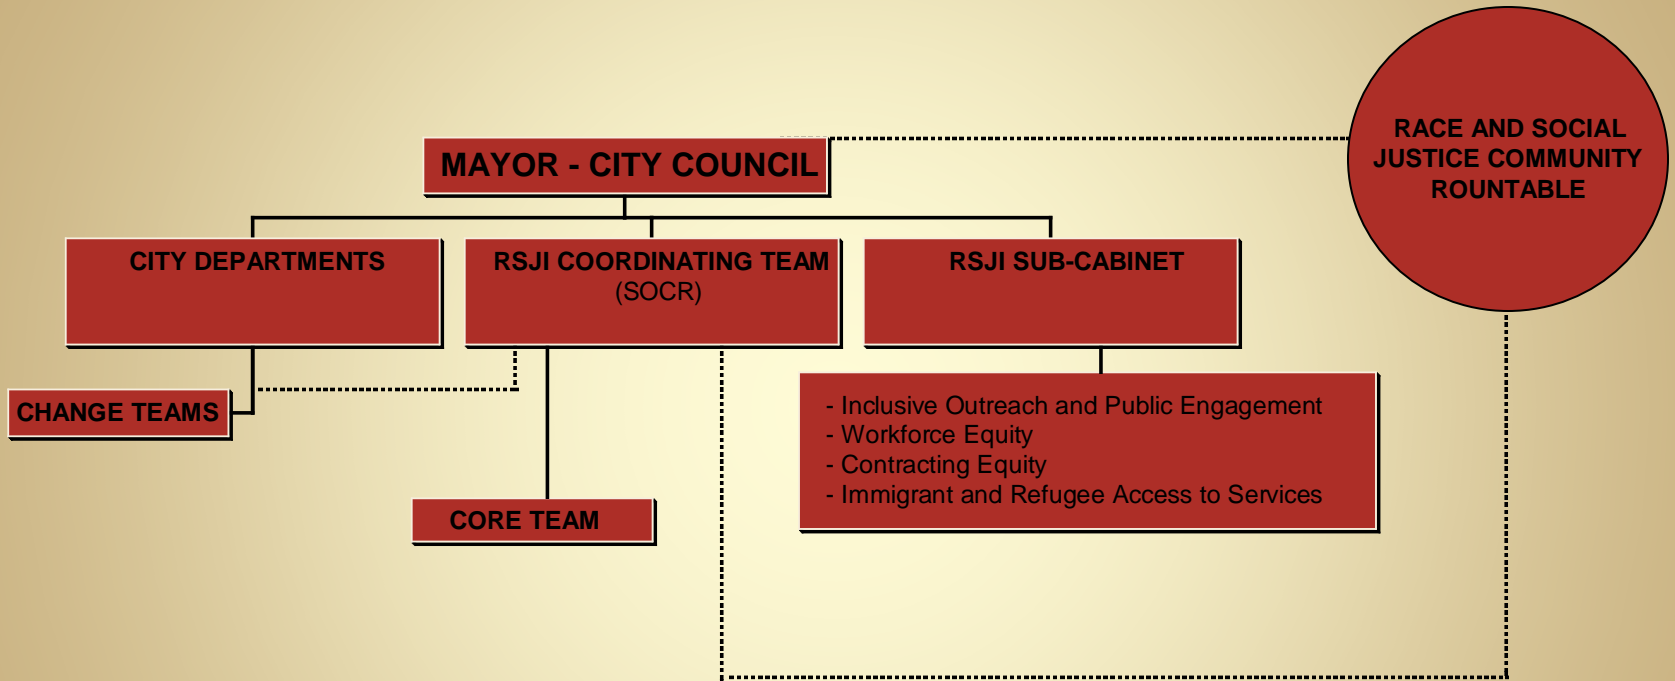 RACE AND SOCIAL
JUSTICE COMMUNITY
ROUNTABLE
MAYOR - CITY COUNCIL
CITY DEPARTMENTS
RSJI COORDINATING TEAM
(SOCR)
RSJI SUB-CABINET
CHANGE TEAMS
- Inclusive Outreach and Public Engagement
- Workforce Equity
- Contracting Equity
- Immigrant and Refugee Access to Services
CORE TEAM